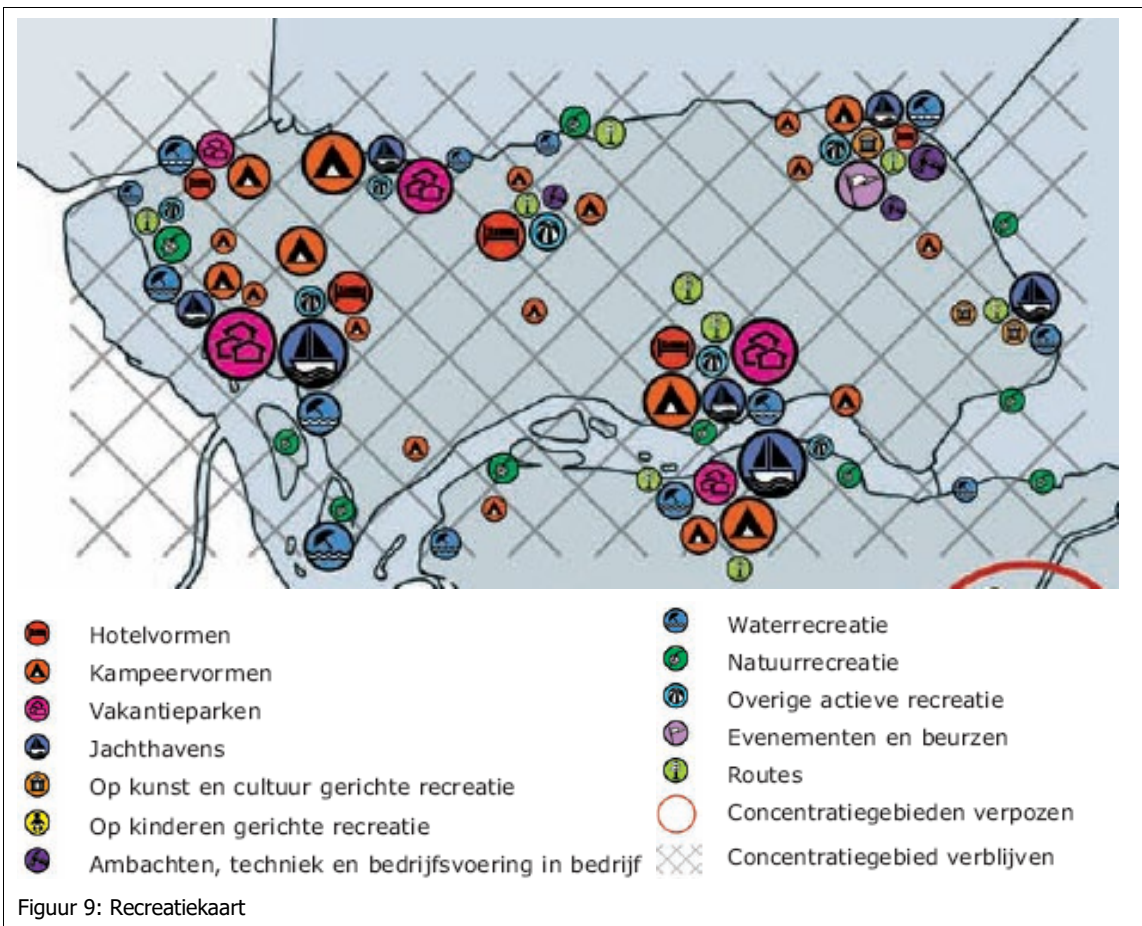 Hotelvormen
Kampeervormen
Vakantieparken
Jachthavens
Op kunst en cultuur gerichte recreatie
Op kinderen gerichte recreatie
Ambachten, techniek en bedrijfsvoering in bedrijf
Waterrecreatie
Natuurrecreatie
Overige actieve recreatie
Evenementen en beurzen
Routes
Concentratiegebieden verpozen
Concentratiegebied verblijven
Figuur 9: Recreatiekaart